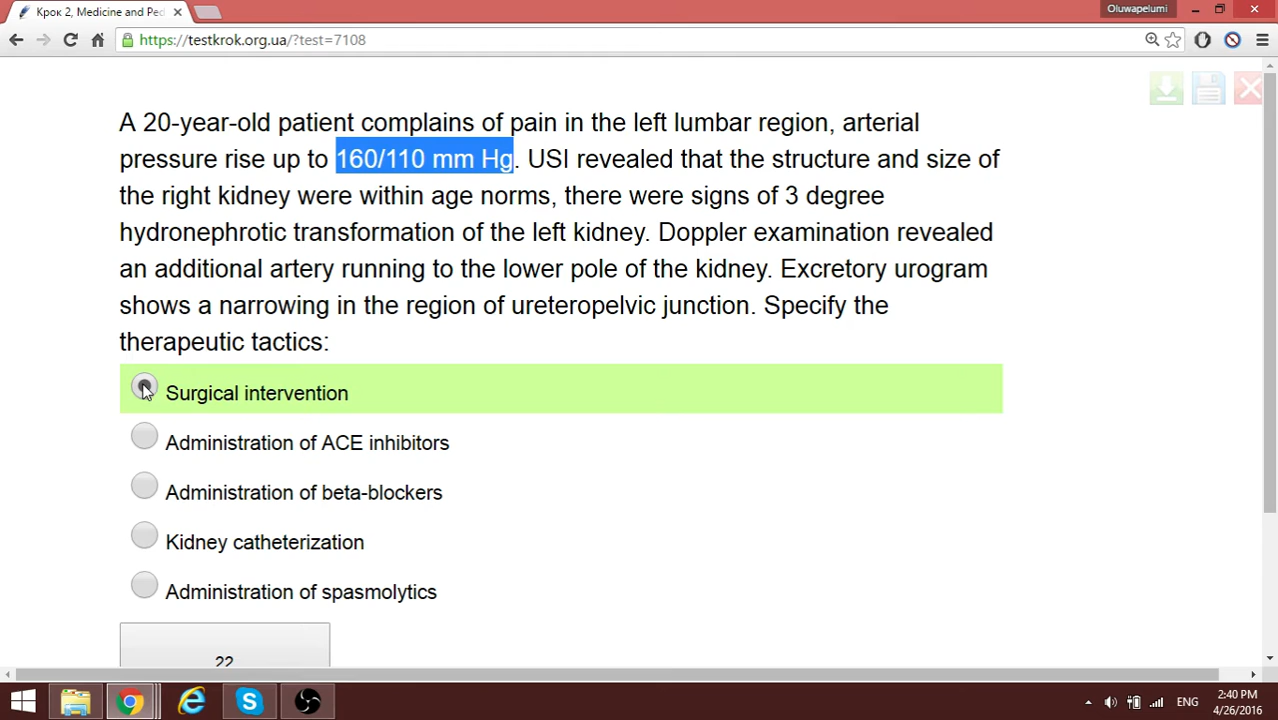 Крок 2, Medicine and Ped
Oluwapelumi
https://testkrok.org.ua/?test=7108
A 20-year-old patient complains of pain in the left lumbar region, arterial
pressure rise up to 160/110 mm Hg. USI revealed that the structure and size of
the right kidney were within age norms, there were signs of 3 degree
hydronephrotic transformation of the left kidney. Doppler examination revealed
an additional artery running to the lower pole of the kidney. Excretory urogram
shows a narrowing in the region of ureteropelvic junction. Specify the
therapeutic tactics:
Surgical intervention
Administration of ACE inhibitors
Administration of beta-blockers
Kidney catheterization
Administration of spasmolytics
22
ENG
2:40 PM
4/26/2016